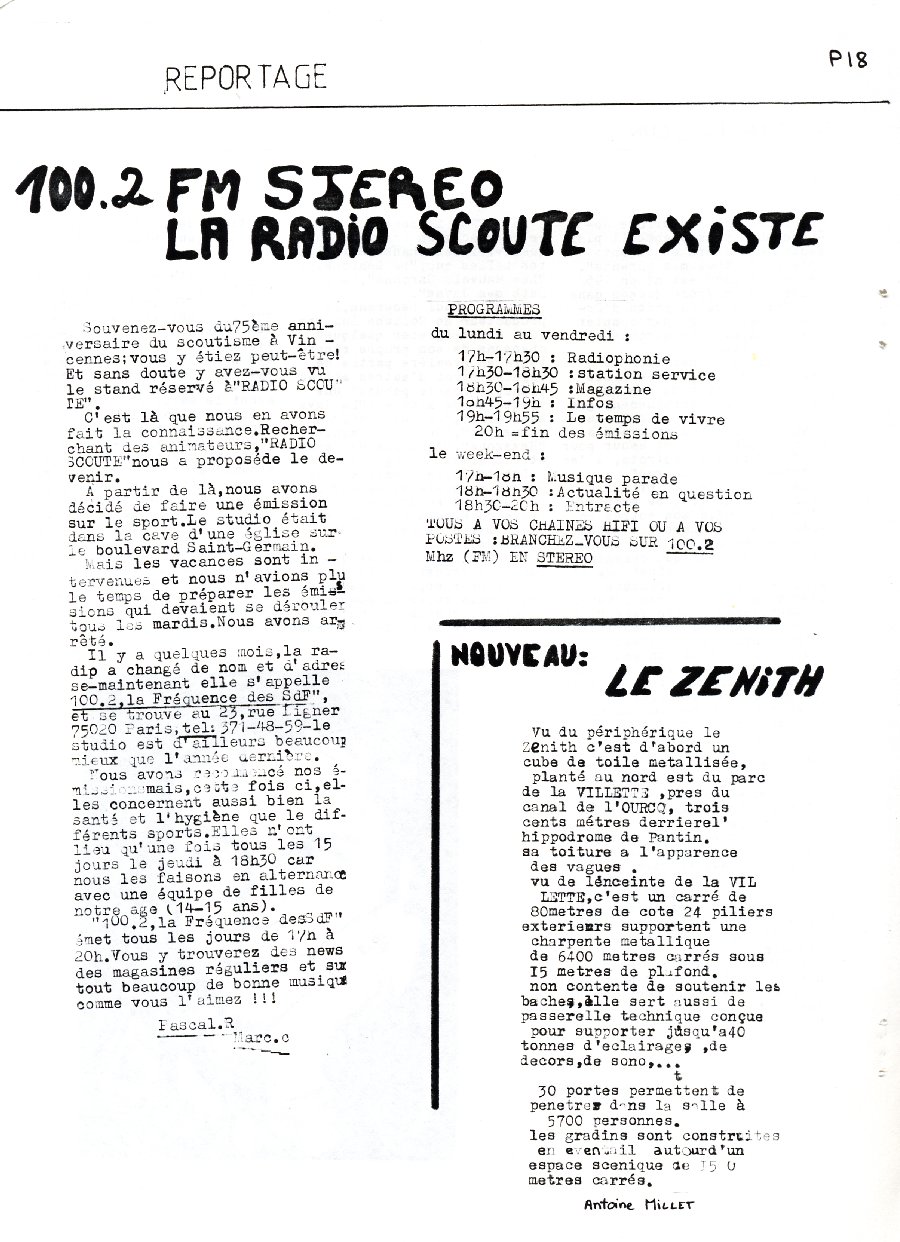 REPORTAGE
P18
100.2 FM STEREO
LA RADiO SCOUTE EXiSTE
Souvenez-vous du75ème anni-
versaire du scoutisme à Vin -
cennes;vous y étiez peut-être!
Et sans doute y avez-vous vu
le stand réservé à"RADIO SCOU"
TE".
C'est là que nous en avons
fait la connaissance.Recher-
chant des animateurs,"RADIO
SCOUTE"nous a proposéde le de-
venir.
A partir de là,nous avons
décidé de faire une émission
sur le sport.Le studio était
dans la cave d'une église sur
le boulevard Saint-Germain.
Mais les vacances sont in -
tervenues et nous n'avions plu
le temps de préparer les émis-
sions qui devaient se dérouler
tous les mardis.Nous avons ar-
rêté.
Il y a quelques mois,la ra-
dip a changé de nom et d'adres
se-maintenant elle s'appelle
100.2,la Fréquence des SdF",
et se trouve au 23,rue Ligner
75020 Paris,tel: 371-48-59-le
studio est d'ailleurs beaucoup
mieux que l'année dernière.
Nous avons recommencé nos é-
missionsmais,cette fois ci,el-
les concernent aussi bien la
santé et l'hygiène que le dif-
férents sports.Elles n'ont
lieu qu'une fois tous les 15
jours le jeudi à 18h30 car
nous les faisons en alternance
avec une équipe de filles de
notre age (14-15 ans).
"100.2,la Fréquence desSdF"
émet tous les jours de 17h à
20h.Vous y trouverez des news
des magasines réguliers et sur
tout beaucoup de bonne musique
comme vous l'aimez !!!
Pascal.R
Marc.c
PROGRAMMES
du lundi au vendredi :
17h-17h30 : Radiophonie
17h30-18h30 :station service
18h30-18h45 :Magazine
18h45-19h : Infos
19h-19h55 : Le temps de vivre
20h =fin des émissions
le week-end :
17h-18h : Musique parade
18h-18h30 :Actualité en question
18h30-20h : Entracte
TOUS A VOS CHAINES HIFI OU A VOS
POSTES :BRANCHEZ-VOUS SUR 100.2
Mhz (FM) EN STEREO
NOUVEAU:
LE ZENiTH
Vu du périphérique le
Zénith c'est d'abord un
cube de toile metallisée,
planté au nord est du parc
de la VILLETTE ,pres du
canal de l'OURCQ, trois
cents métres derrierel'
hippodrome de Pantin.
sa toiture a l'apparence
des vagues .
vu de lénceinte de la VIL
LETTE,c'est un carré de
80metres de cote 24 piliers
exterieurs supportent une
charpente metallique
de 6400 metres carrés sous
I5 metres de plafond.
non contente de soutenir les
baches,èlle sert aussi de
passerelle technique conçue
pour supporter jusqu'a40
tonnes d'eclairages ,de
decors,de sono,...
t
30 portes permettent de
penetrer dans la salle à
5700 personnes.
les gradins sont construites
en eventail autourd'un
espace scenique de I5 0
metres carrés.
Antoine MiLLET